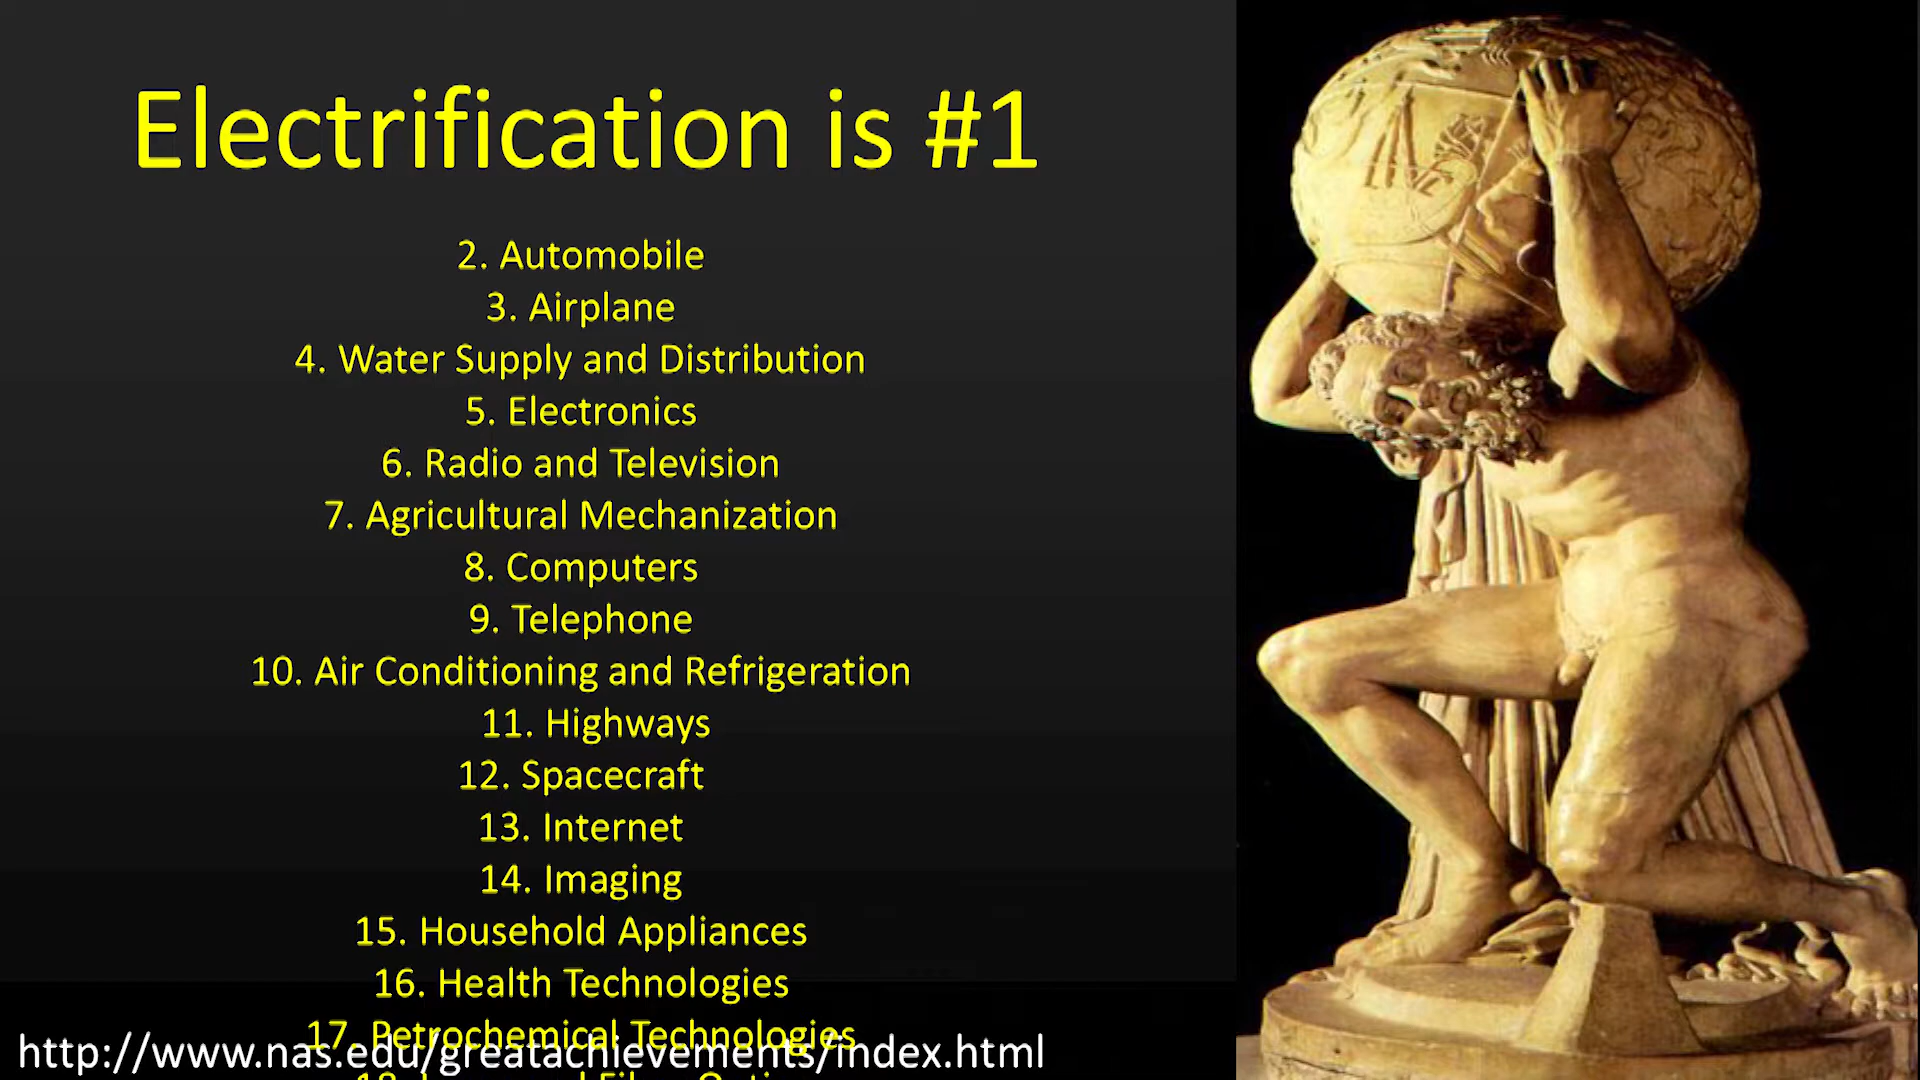 Electrification is #1
2. Automobile
3. Airplane
4. Water Supply and Distribution
5. Electronics
6. Radio and Television
7. Agricultural Mechanization
8. Computers
9. Telephone
10. Air Conditioning and Refrigeration
11. Highways
12. Spacecraft
13. Internet
14. Imaging
15. Household Appliances
16. Health Technologies
17. Petrochemical Technologies
http://www.nas.edu/greatachievements/index.html